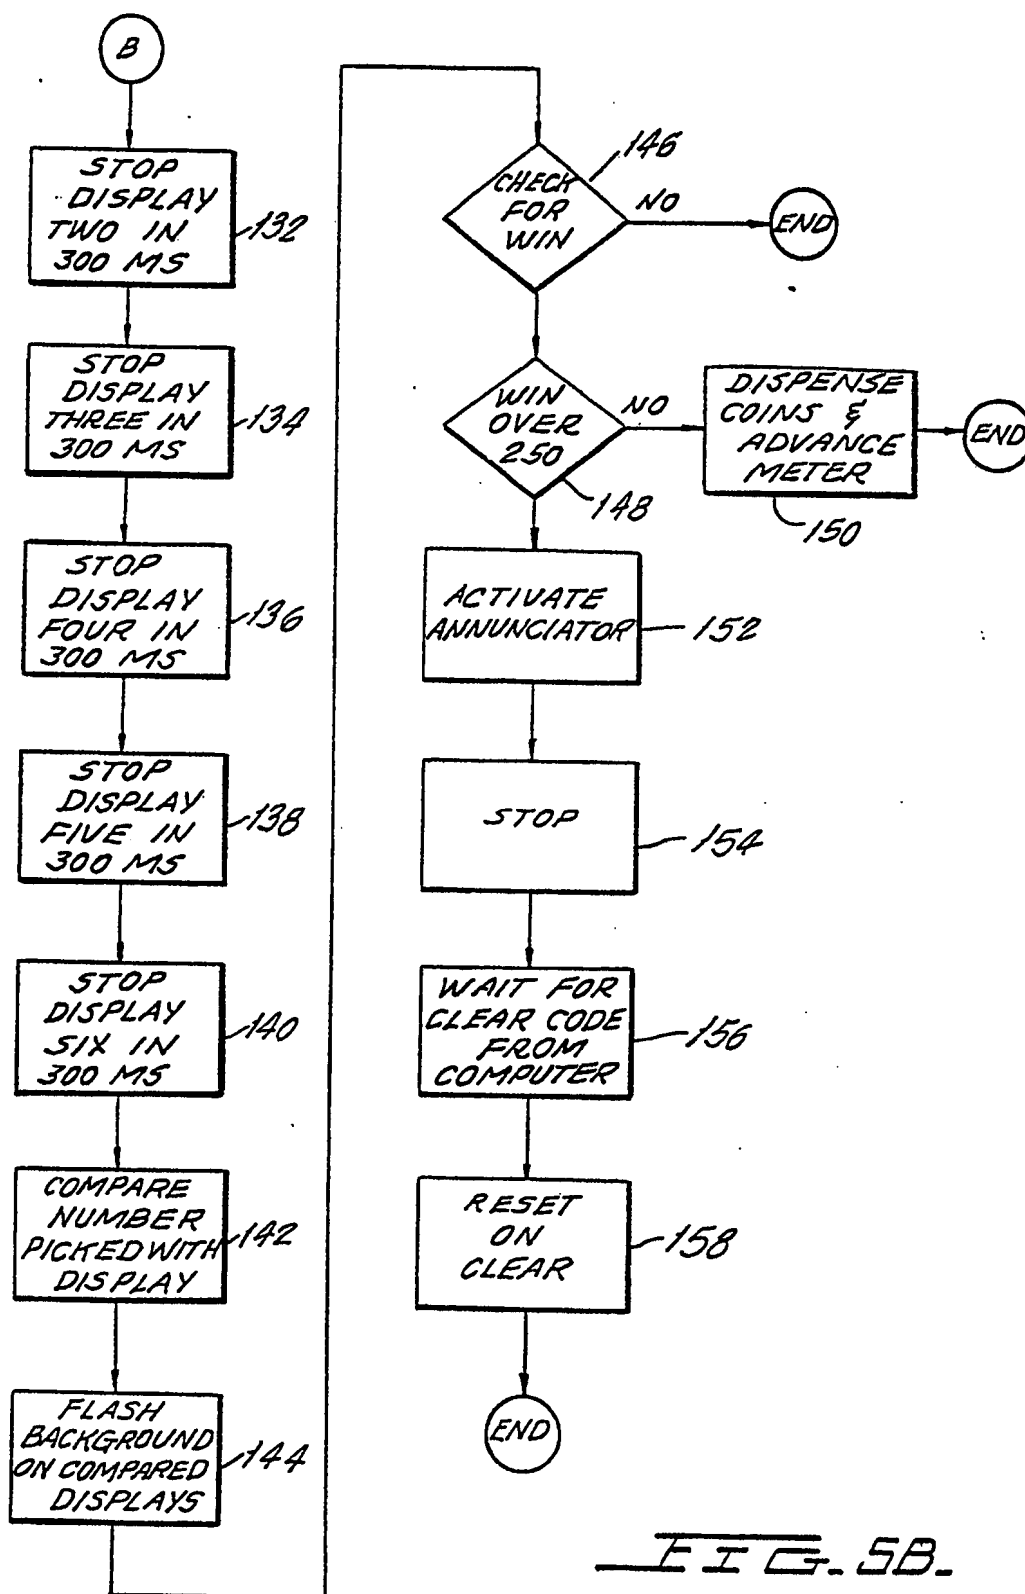 B
STOP
DISPLAY
TWO IN
300 MS
132
STOP
DISPLAY
THREE IN
300 MS
134
STOP
DISPLAY
FOUR IN
300 MS
136
STOP
DISPLAY
FIVE IN
300 MS
138
STOP
DISPLAY
SIX IN
300 MS
140
COMPARE
NUMBER
PICKED WITH
DISPLAY
142
FLASH
BACKGROUND
ON COMPARED
DISPLAYS
144
CHECK
FOR
WIN
146
NO
END
WIN
OVER
250
148
NO
DISPENSE
COINS &
ADVANCE
METER
150
END
ACTIVATE
ANNUNCIATOR
152
STOP
154
WAIT FOR
CLEAR CODE
FROM
COMPUTER
156
RESET
ON
CLEAR
158
END
FIG. 5B.